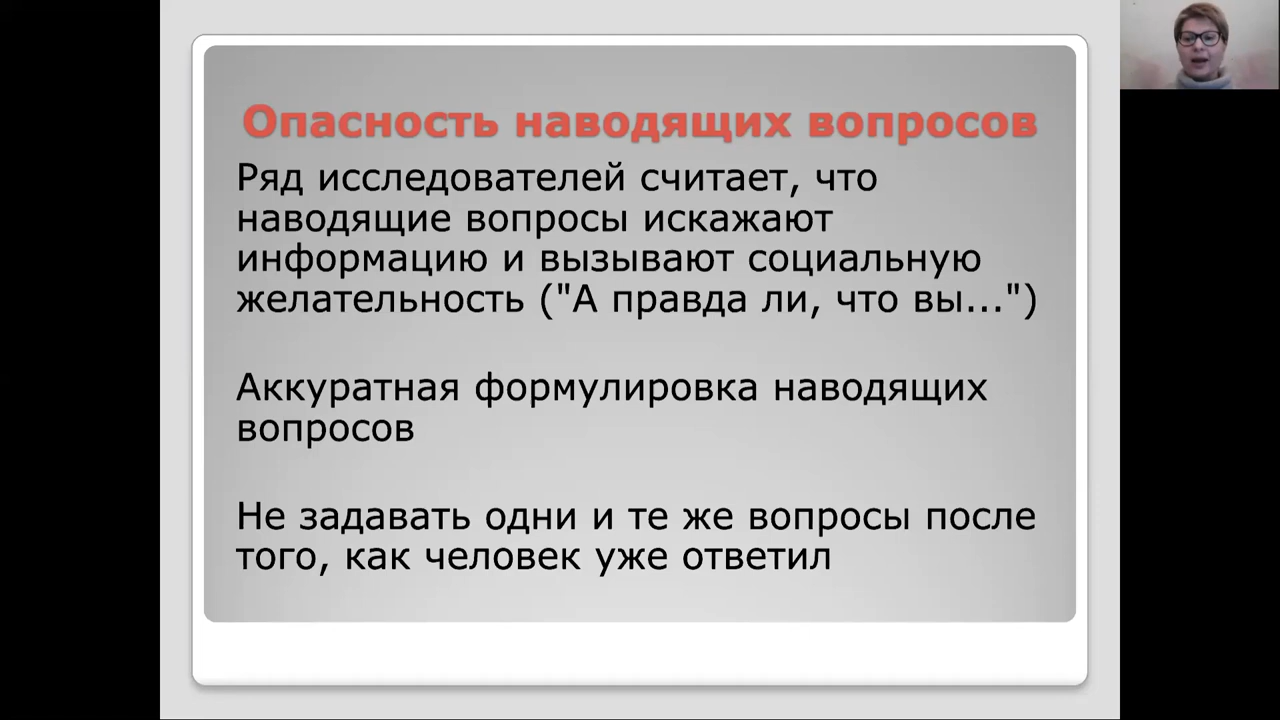 Опасность наводящих вопросов
Ряд исследователей считает, что
наводящие вопросы искажают
информацию и вызывают социальную
желательность ("А правда ли, что вы...")
Аккуратная формулировка наводящих
вопросов
Не задавать одни и те же вопросы после
того, как человек уже ответил